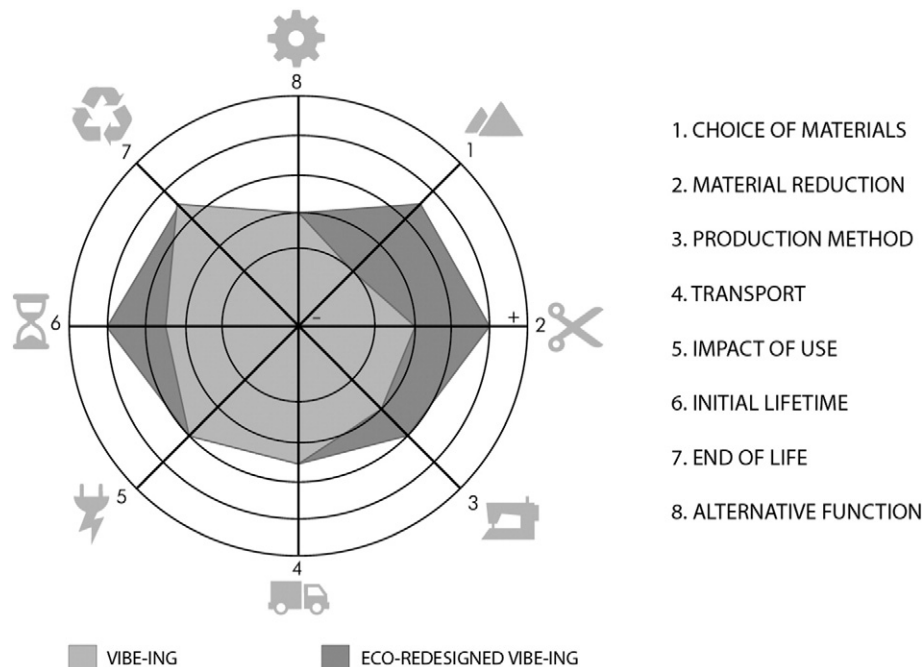 8
7
1
1. CHOICE OF MATERIALS
2. MATERIAL REDUCTION
3. PRODUCTION METHOD
4. TRANSPORT
6
-
+
2
5. IMPACT OF USE
6. INITIAL LIFETIME
7. END OF LIFE
5
3
8. ALTERNATIVE FUNCTION
4
VIBE-ING
ECO-REDESIGNED VIBE-ING